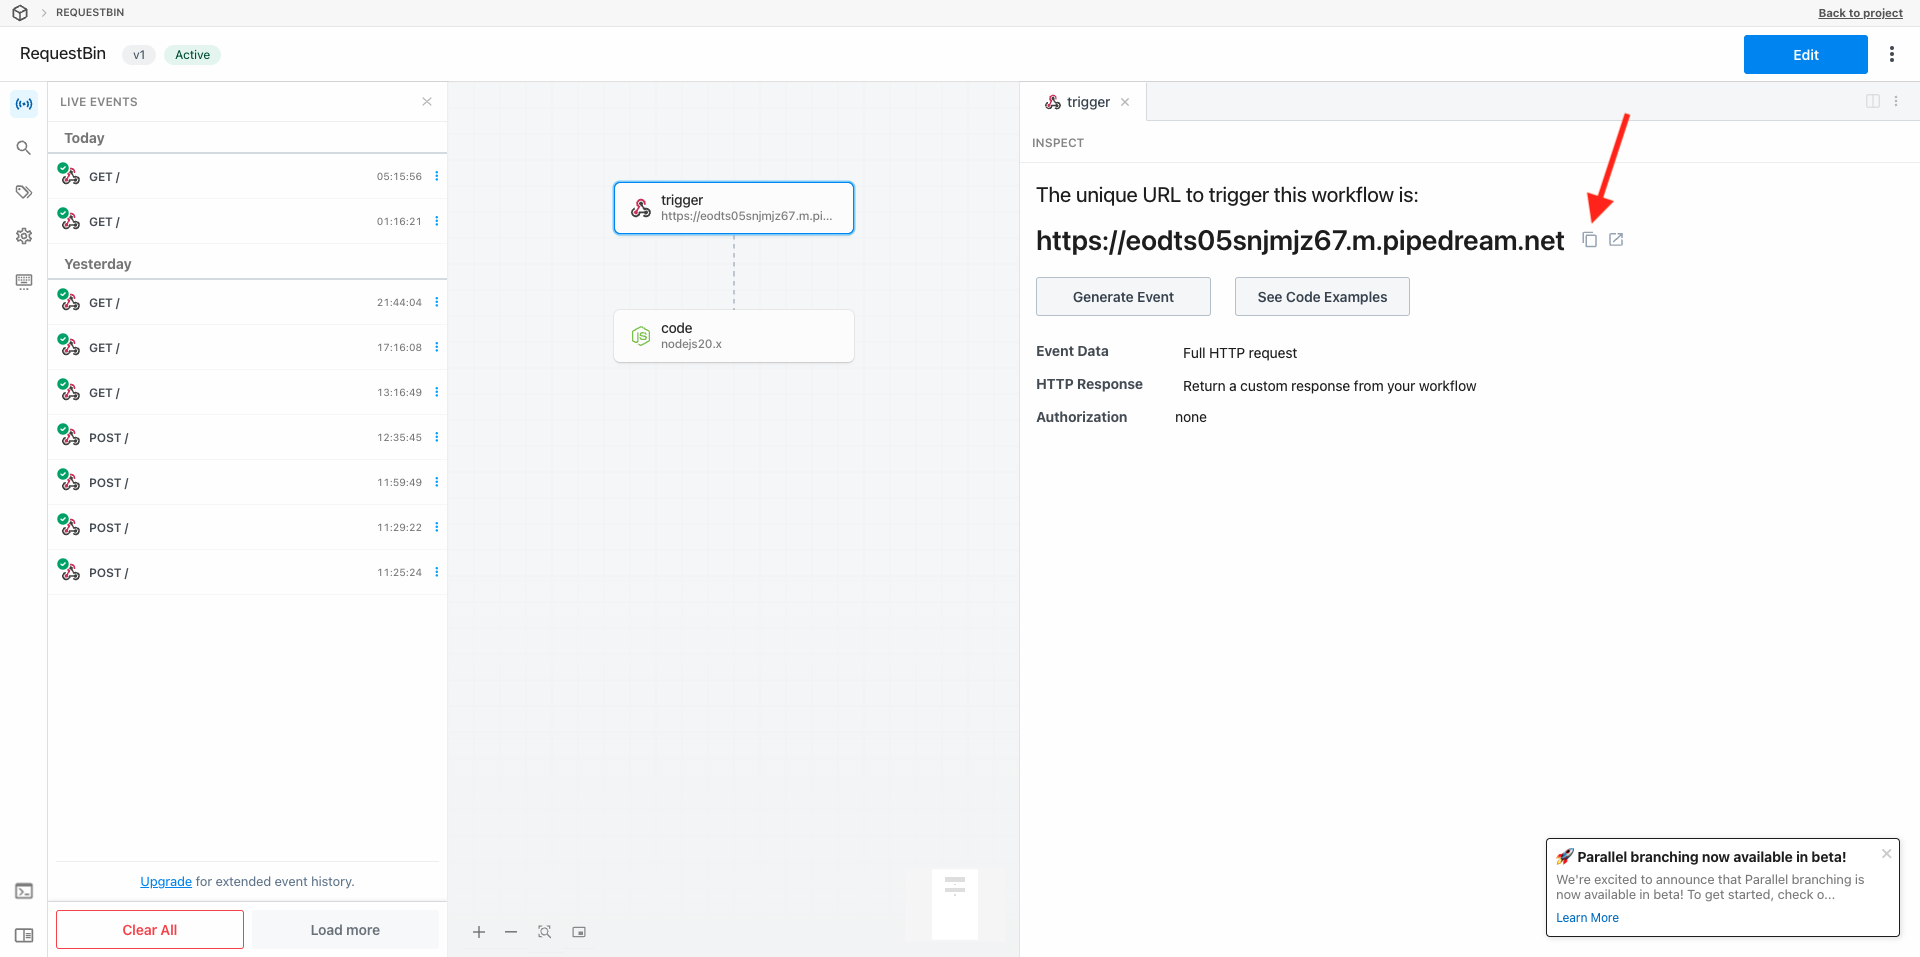 REQUESTBIN
Back to project
RequestBin
v1
Active
Edit
LIVE EVENTS
Today
GET / 05:15:56
GET / 01:16:21
Yesterday
GET / 21:44:04
GET / 17:16:08
GET / 13:16:49
POST / 12:35:45
POST / 11:59:49
POST / 11:29:22
POST / 11:25:24
Upgrade for extended event history.
Clear All
Load more
trigger
https://eodts05snjmjz67.m.pi...
JS
code
nodejs20.x
trigger
INSPECT
The unique URL to trigger this workflow is:
https://eodts05snjmjz67.m.pipedream.net
Generate Event
See Code Examples
Event Data Full HTTP request
HTTP Response Return a custom response from your workflow
Authorization none
🚀 Parallel branching now available in beta!
We're excited to announce that Parallel branching is
now available in beta! To get started, check o...
Learn More